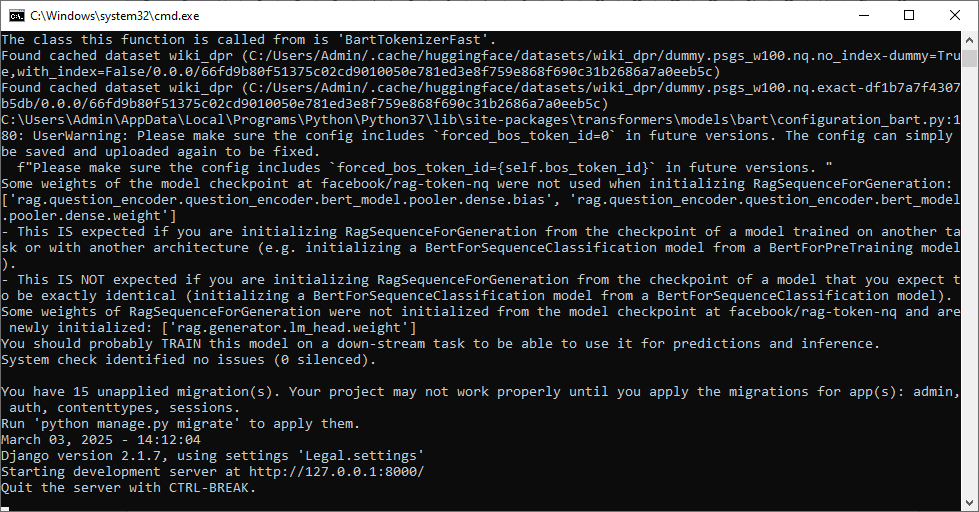 C:\Windows\system32\cmd.exe
The class this function is called from is 'BartTokenizerFast'.
Found cached dataset wiki_dpr (C:/Users/Admin/.cache/huggingface/datasets/wiki_dpr/dummy.psgs_w100.nq.no_index-dummy=Tru
e,with_index=False/0.0.0/66fd9b80f51375c02cd9010050e781ed3e8f759e868f690c31b2686a7a0eeb5c)
Found cached dataset wiki_dpr (C:/Users/Admin/.cache/huggingface/datasets/wiki_dpr/dummy.psgs_w100.nq.exact-df1b7a7f4307
b5db/0.0.0/66fd9b80f51375c02cd9010050e781ed3e8f759e868f690c31b2686a7a0eeb5c)
C:\Users\Admin\AppData\Local\Programs\Python\Python37\lib\site-packages\transformers\models\bart\configuration_bart.py:1
80: UserWarning: Please make sure the config includes `forced_bos_token_id=0` in future versions. The config can simply
be saved and uploaded again to be fixed.
f"Please make sure the config includes `forced_bos_token_id={self.bos_token_id}` in future versions. "
Some weights of the model checkpoint at facebook/rag-token-nq were not used when initializing RagSequenceForGeneration:
['rag.question_encoder.question_encoder.bert_model.pooler.dense.bias', 'rag.question_encoder.question_encoder.bert_model
.pooler.dense.weight']
- This IS expected if you are initializing RagSequenceForGeneration from the checkpoint of a model trained on another ta
sk or with another architecture (e.g. initializing a BertForSequenceClassification model from a BertForPreTraining model
).
- This IS NOT expected if you are initializing RagSequenceForGeneration from the checkpoint of a model that you expect t
o be exactly identical (initializing a BertForSequenceClassification model from a BertForSequenceClassification model).
Some weights of RagSequenceForGeneration were not initialized from the model checkpoint at facebook/rag-token-nq and are
newly initialized: ['rag.generator.lm_head.weight']
You should probably TRAIN this model on a down-stream task to be able to use it for predictions and inference.
System check identified no issues (0 silenced).
You have 15 unapplied migration(s). Your project may not work properly until you apply the migrations for app(s): admin,
auth, contenttypes, sessions.
Run 'python manage.py migrate' to apply them.
March 03, 2025 - 14:12:04
Django version 2.1.7, using settings 'Legal.settings'
Starting development server at http://127.0.0.1:8000/
Quit the server with CTRL-BREAK.